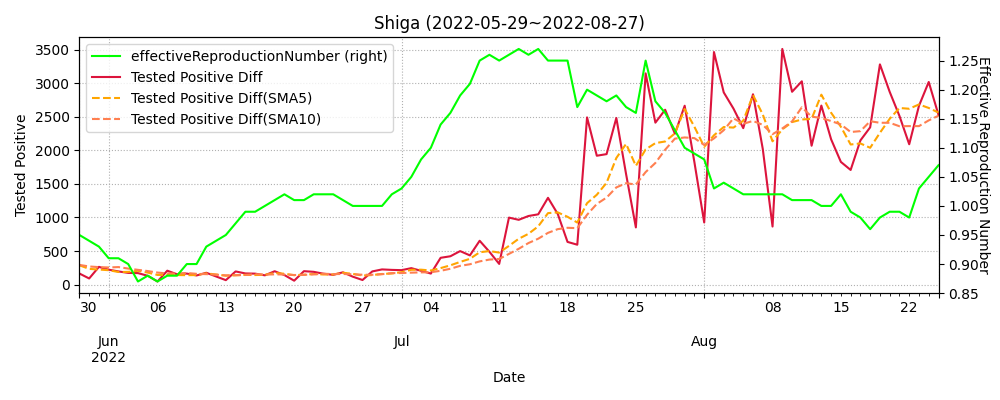 Shiga (2022-05-29~2022-08-27)
effectiveReproductionNumber (right)
Tested Positive Diff
Tested Positive Diff(SMA5)
Tested Positive Diff(SMA10)
Tested Positive
3500
3000
2500
2000
1500
1000
500
0
1.25
1.20
1.15
1.10
1.05
1.00
0.95
0.90
0.85
Effective Reproduction Number
30 06 13 20 27 04 11 18 25 08 15 22
Jun Jul Aug
2022
Date